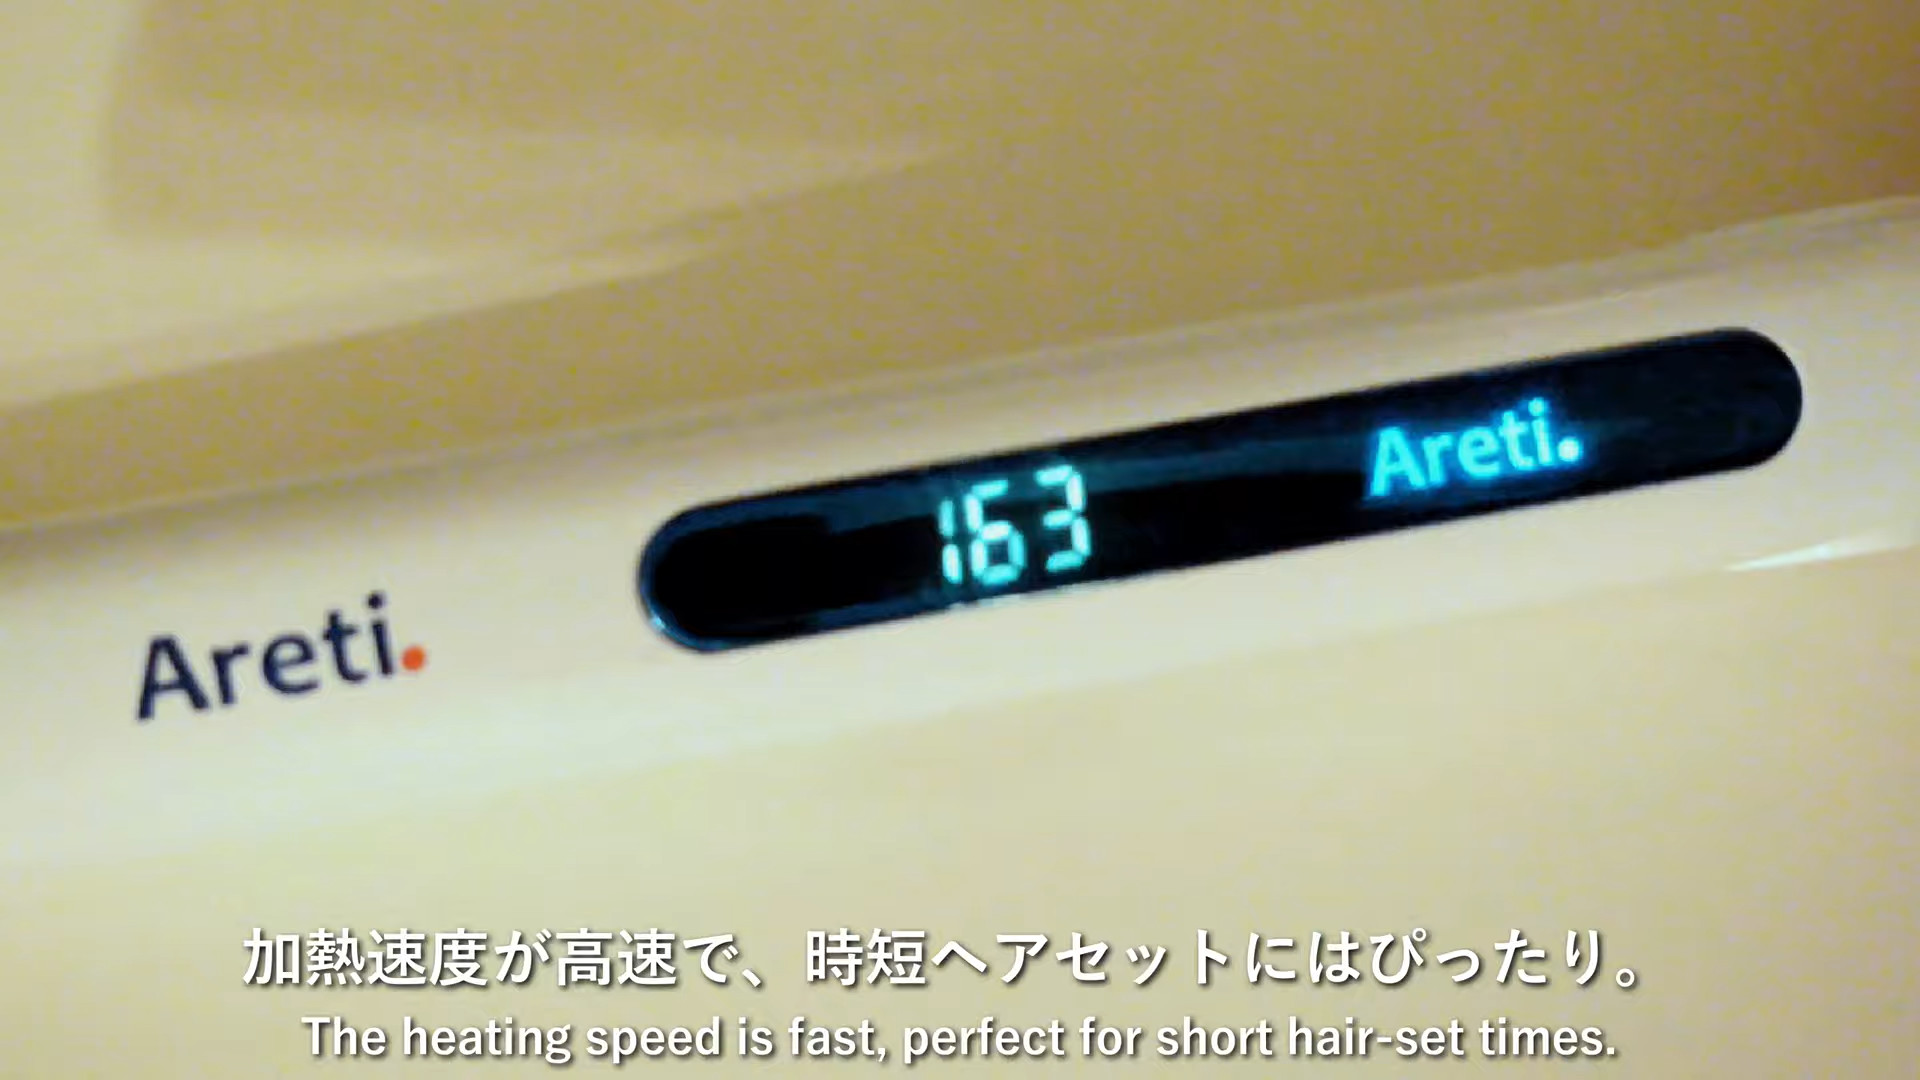 163
Areti.
Areti.
加熱速度が高速で、時短ヘアセットにはぴったり。
The heating speed is fast, perfect for short hair-set times.